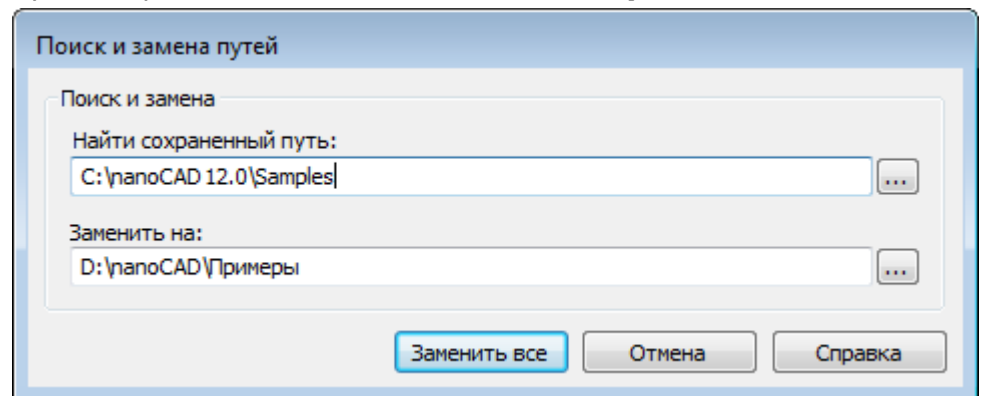 Поиск и замена путей
Поиск и замена
Найти сохраненный путь:
C:\nanoCAD 12.0\Samples
...
Заменить на:
D:\nanoCAD\Примеры
...
Заменить все Отмена Справка